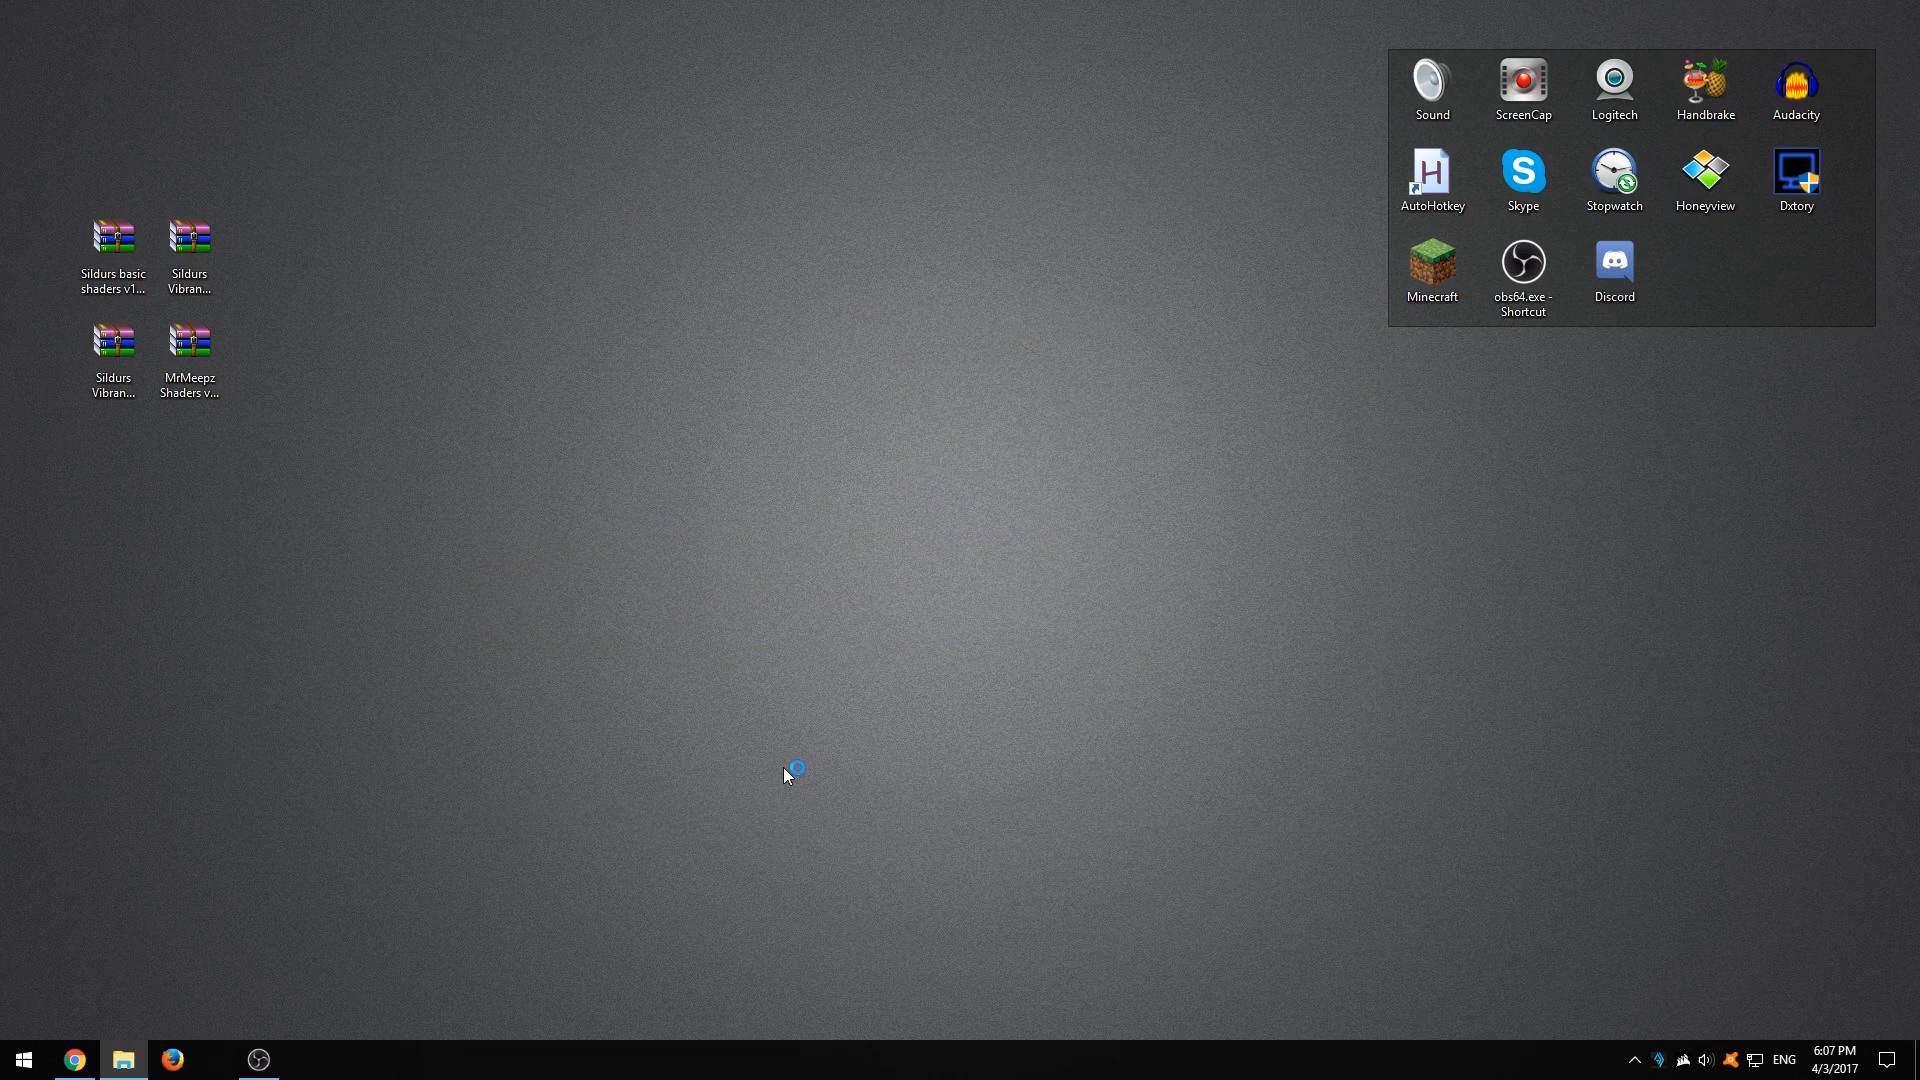 Sound
ScreenCap
Logitech
Handbrake
Audacity
AutoHotkey
Skype
Stopwatch
Honeyview
Dxtory
Minecraft
obs64.exe -
Shortcut
Discord
Sildurs basic
shaders v1...
Sildurs
Vibran...
Sildurs
Vibran...
MrMeepz
Shaders v...
ENG
6:07 PM
4/3/2017